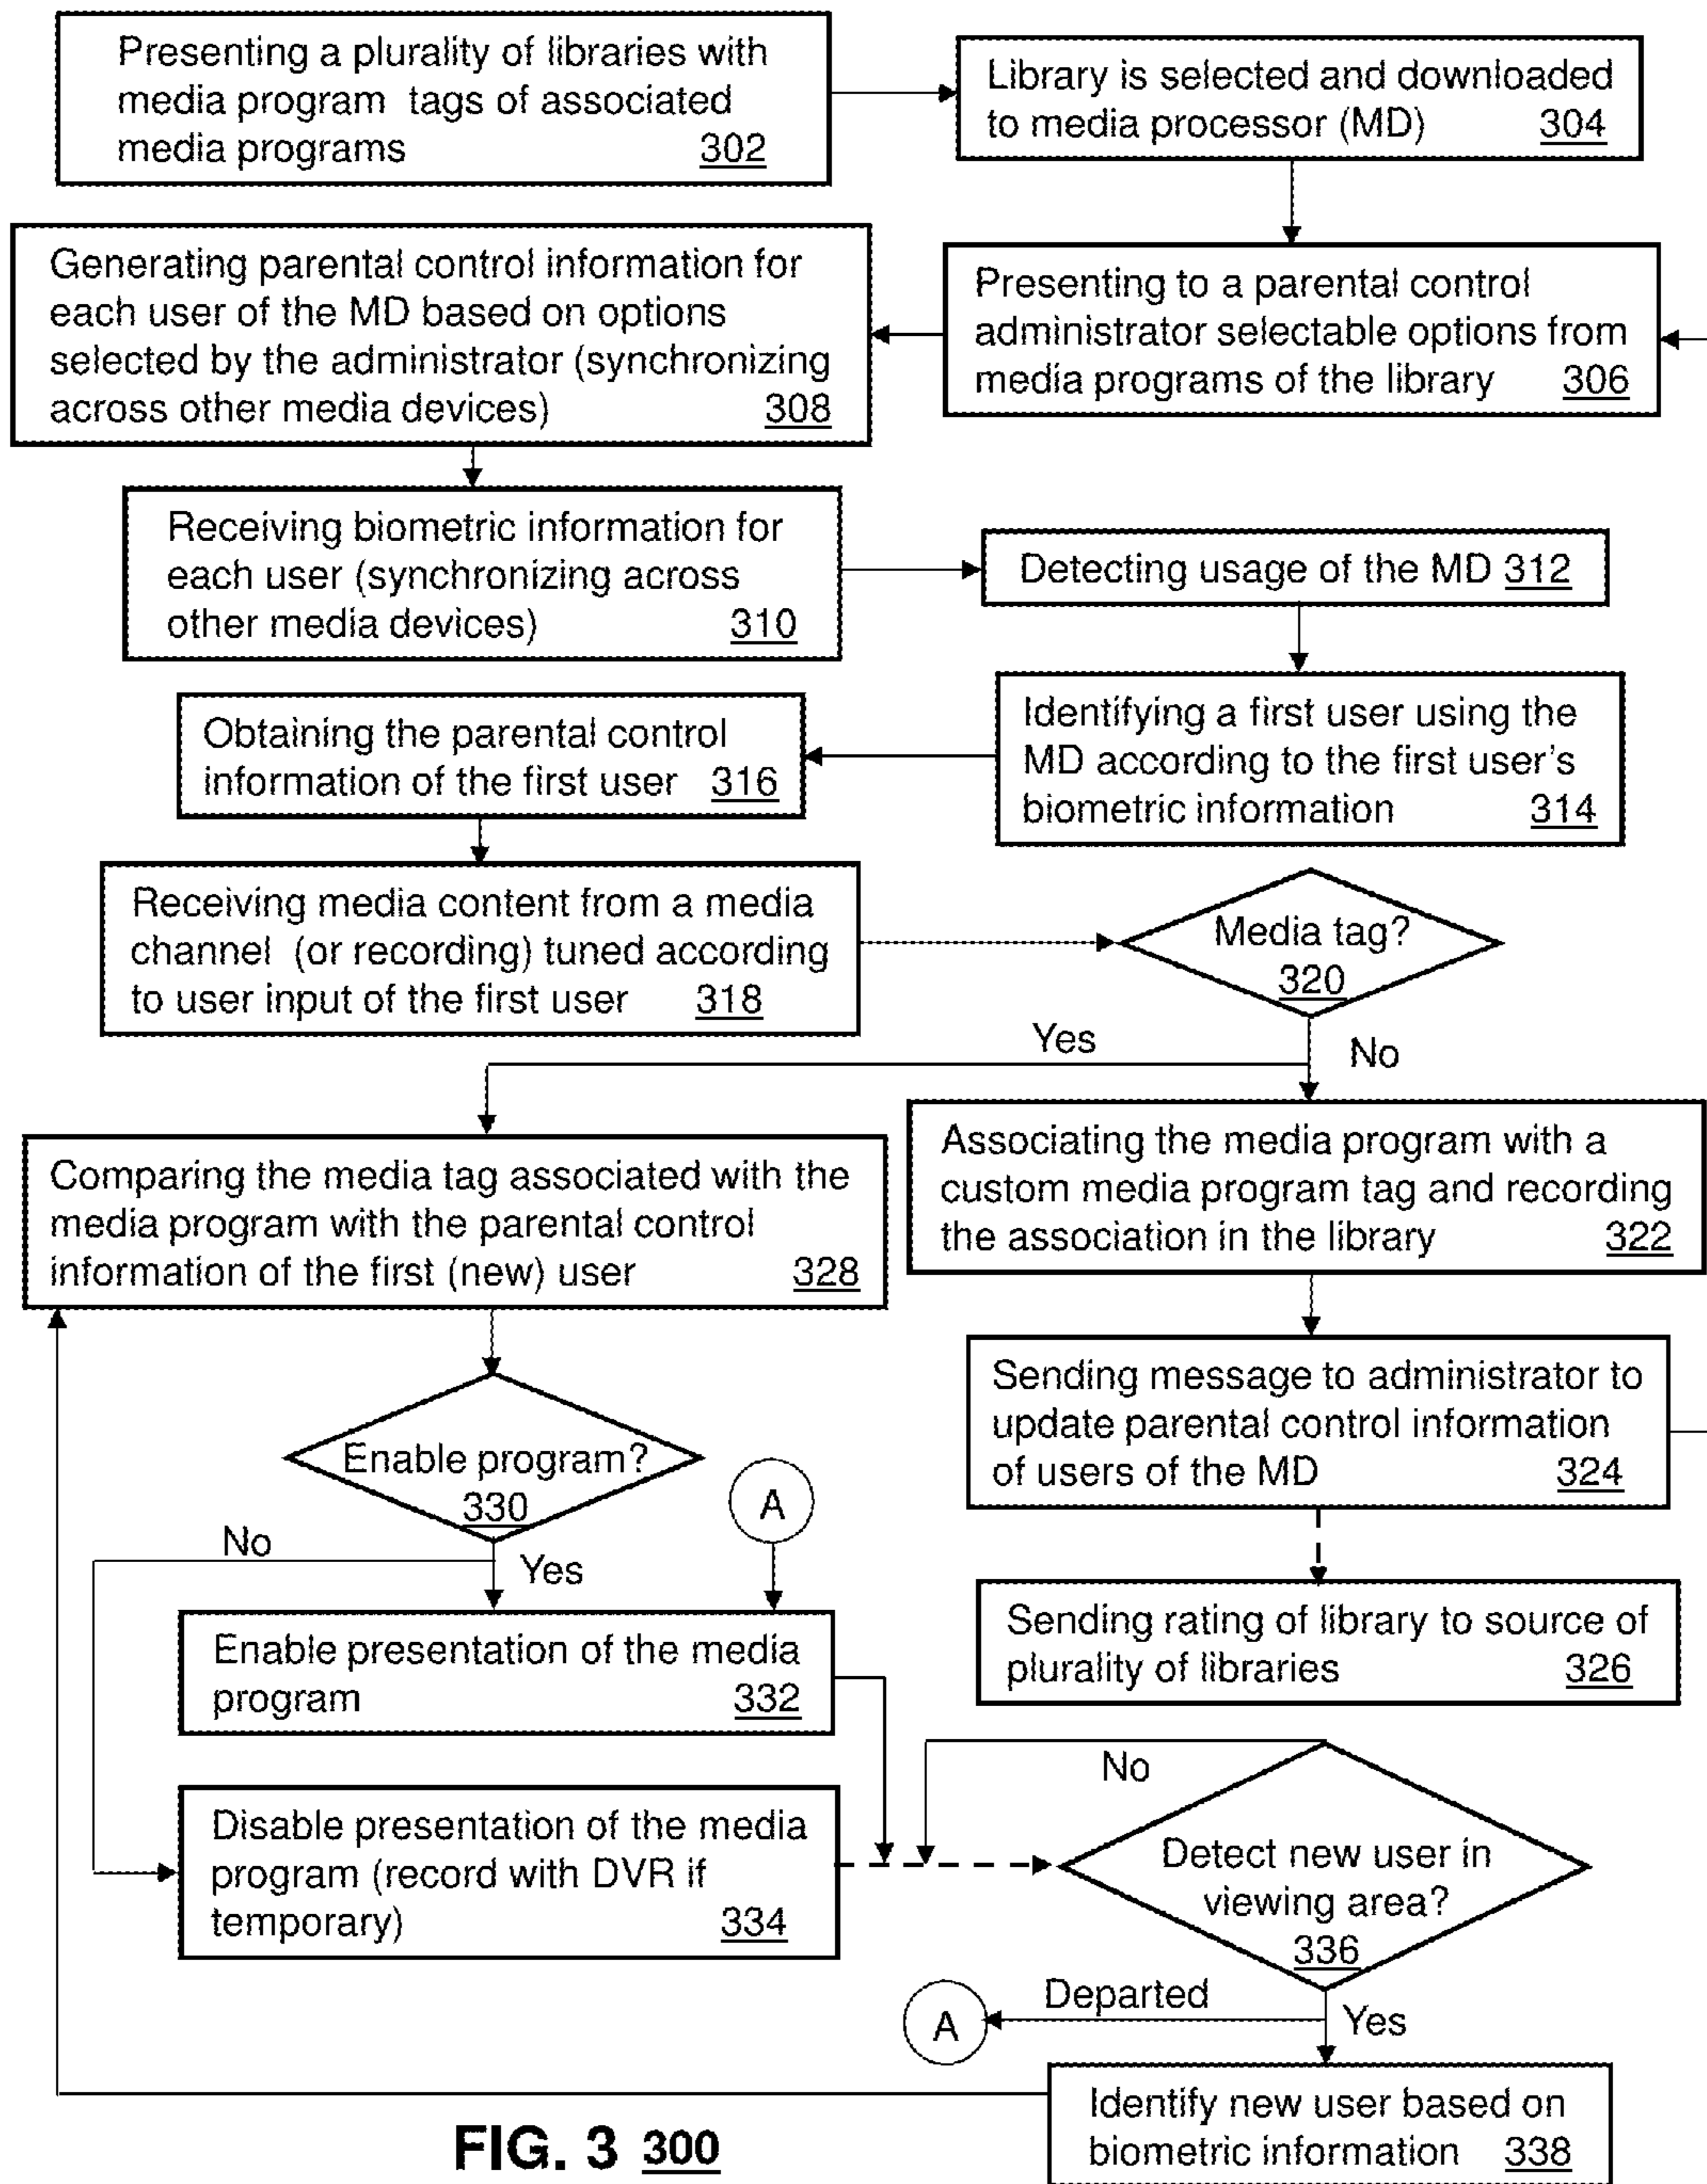 Presenting a plurality of libraries with
media program tags of associated
media programs 302
Library is selected and downloaded
to media processor (MD) 304
Generating parental control information for
each user of the MD based on options
selected by the administrator (synchronizing
across other media devices) 308
Presenting to a parental control
administrator selectable options from
media programs of the library 306
Receiving biometric information for
each user (synchronizing across
other media devices) 310
Detecting usage of the MD 312
Obtaining the parental control
information of the first user 316
Identifying a first user using the
MD according to the first user's
biometric information 314
Receiving media content from a media
channel (or recording) tuned according
to user input of the first user 318
Media tag?
320
Yes
No
Comparing the media tag associated with the
media program with the parental control
information of the first (new) user 328
Associating the media program with a
custom media program tag and recording
the association in the library 322
Sending message to administrator to
update parental control information
of users of the MD 324
Enable program?
330
A
No
Yes
Sending rating of library to source of
plurality of libraries 326
Enable presentation of the media
program 332
No
Disable presentation of the media
program (record with DVR if
temporary) 334
Detect new user in
viewing area?
336
Departed
A
Yes
Identify new user based on
biometric information 338
FIG. 3 300